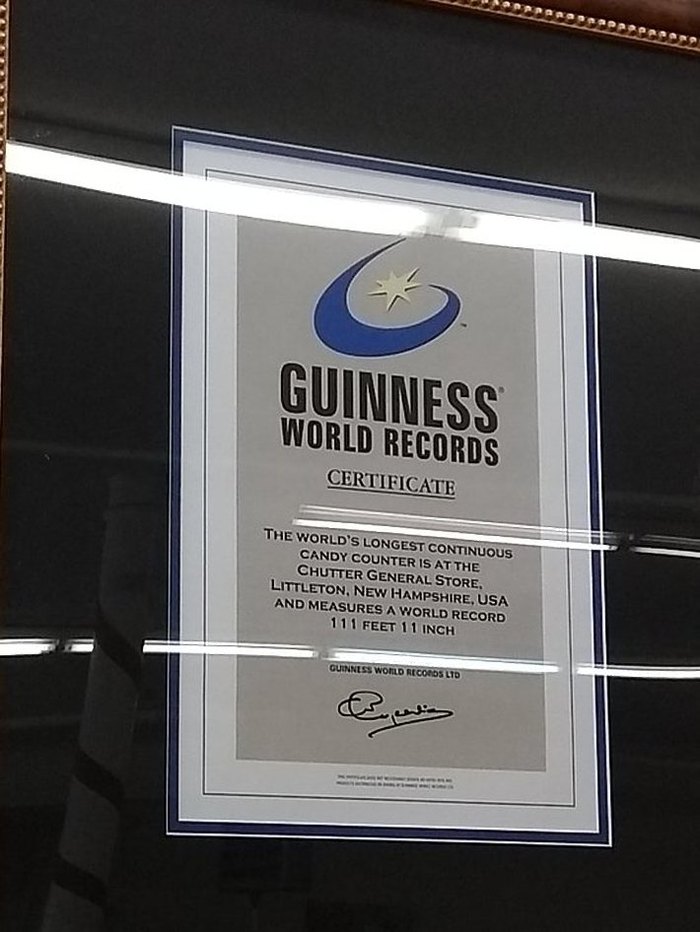 GUINNESS®
WORLD RECORDS
CERTIFICATE
THE WORLD'S LONGEST CONTINUOUS
CANDY COUNTER IS AT THE
CHUTTER GENERAL STORE,
LITTLETON, NEW HAMPSHIRE, USA
AND MEASURES A WORLD RECORD
111 FEET 11 INCH
GUINNESS WORLD RECORDS LTD